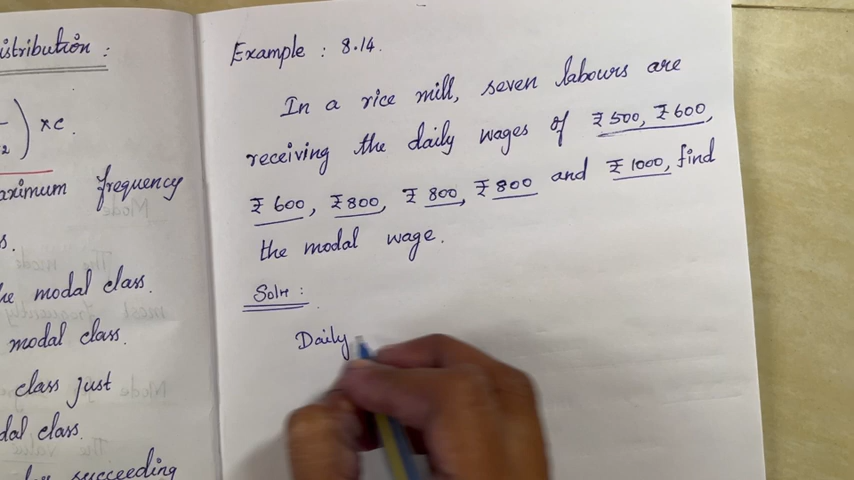 istribution :
) × c.
2
aximum frequency
s.
he modal class.
modal class.
class just
dal class.
succeeding
Example : 8.14.
In a rice mill, seven labours are
receiving the daily wages of ₹500, ₹600,
₹600, ₹800, ₹800, ₹800 and ₹1000, find
the modal wage.
Soln :
Daily